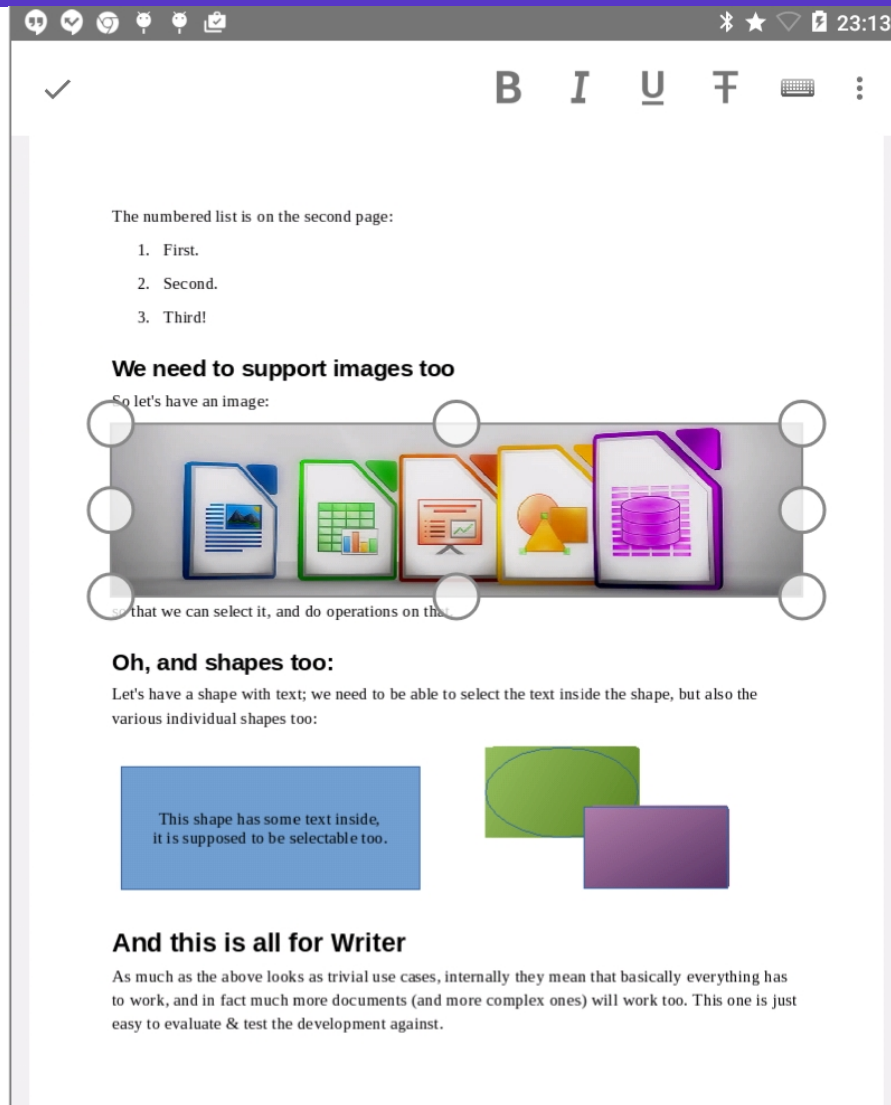 23:13
B I U T
The numbered list is on the second page:
1. First.
2. Second.
3. Third!
We need to support images too
So let's have an image:
so that we can select it, and do operations on that.
Oh, and shapes too:
Let's have a shape with text; we need to be able to select the text inside the shape, but also the
various individual shapes too:
This shape has some text inside,
it is supposed to be selectable too.
And this is all for Writer
As much as the above looks as trivial use cases, internally they mean that basically everything has
to work, and in fact much more documents (and more complex ones) will work too. This one is just
easy to evaluate & test the development against.